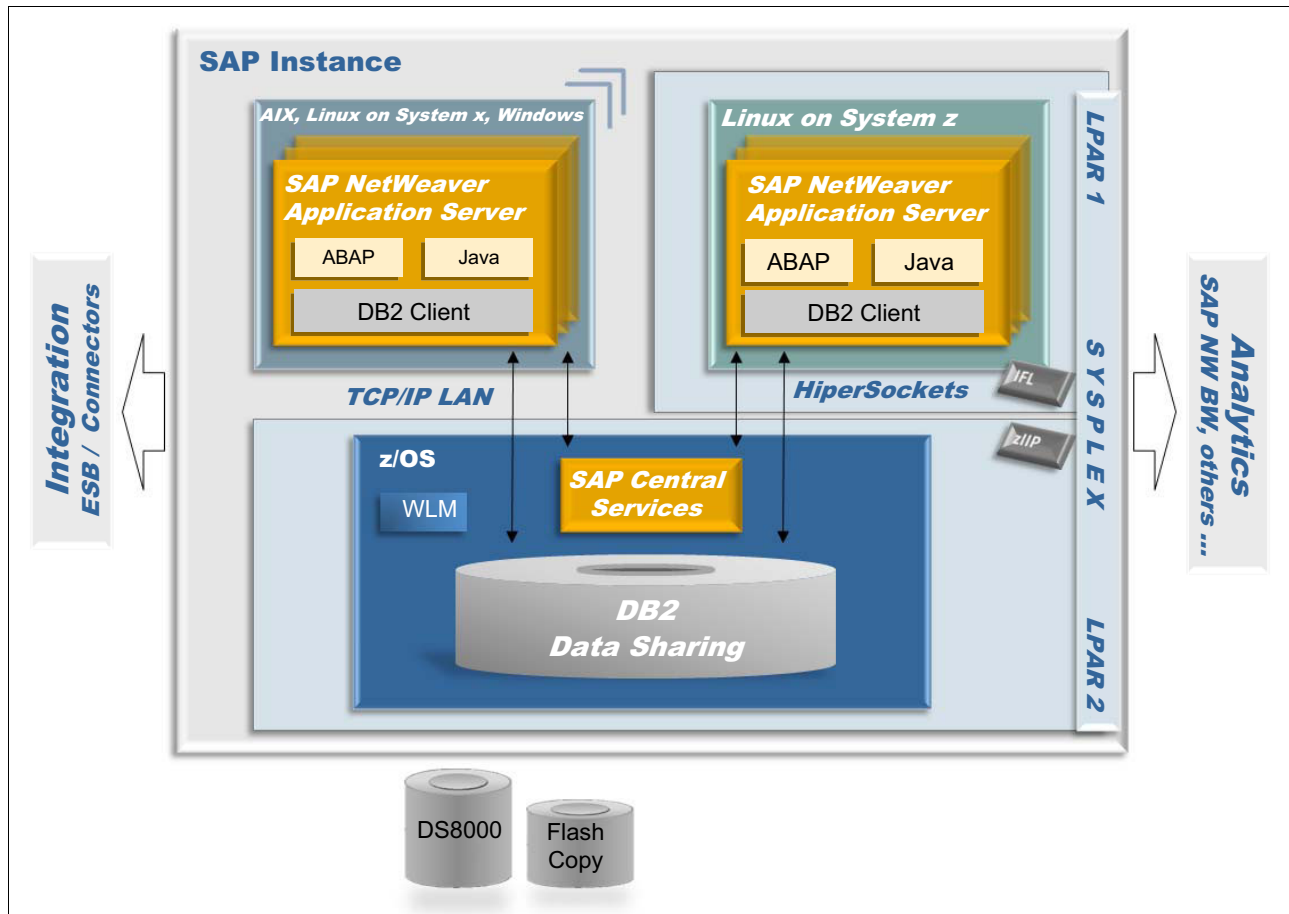 SAP Instance
AIX, Linux on System x, Windows
SAP NetWeaver
Application Server
ABAP
Java
DB2 Client
Linux on System z
SAP NetWeaver
Application Server
ABAP
Java
DB2 Client
LPAR 1
SYSPLEX
LPAR 2
TCP/IP LAN
HiperSockets
IFL
zIIP
z/OS
WLM
SAP Central
Services
DB2
Data Sharing
Integration
ESB / Connectors
Analytics
SAP NW BW, others ...
DS8000
Flash
Copy